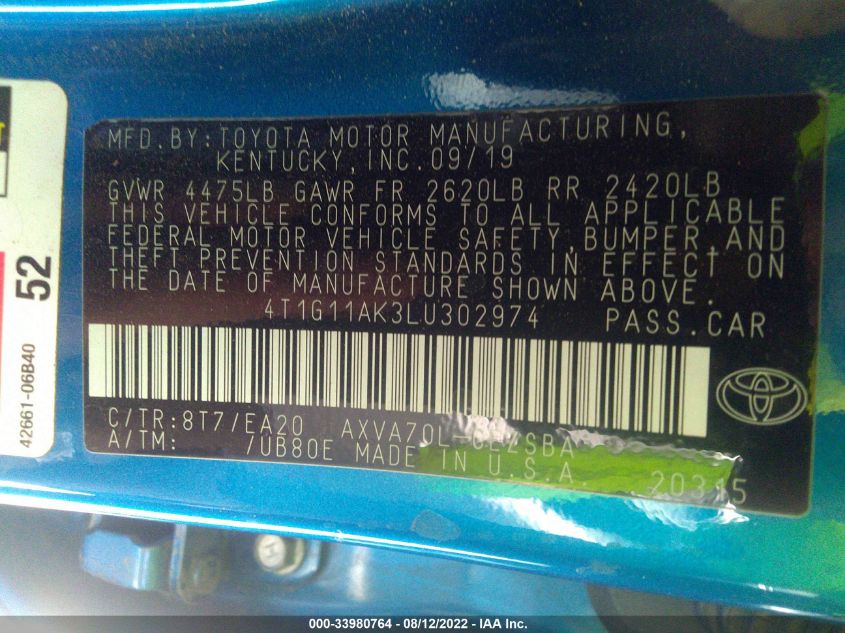 MFD.BY:TOYOTA MOTOR MANUFACTURING,
KENTUCKY,INC.09/19
GVWR 4475LB GAWR FR 2620LB RR 2420LB
THIS VEHICLE CONFORMS TO ALL APPLICABLE
FEDERAL MOTOR VEHICLE SAFETY,BUMPER,AND
THEFT PREVENTION STANDARDS IN EFFECT ON
THE DATE OF MANUFACTURE SHOWN ABOVE.
4T1G11AK3LU302974 PASS.CAR
C/TR:8T7/EA20 AXVA70L-CEZSBA
A/TM: /UB80E MADE IN U.S.A. 20315
52
42661-06B40
000-33980764 - 08/12/2022 - IAA Inc.